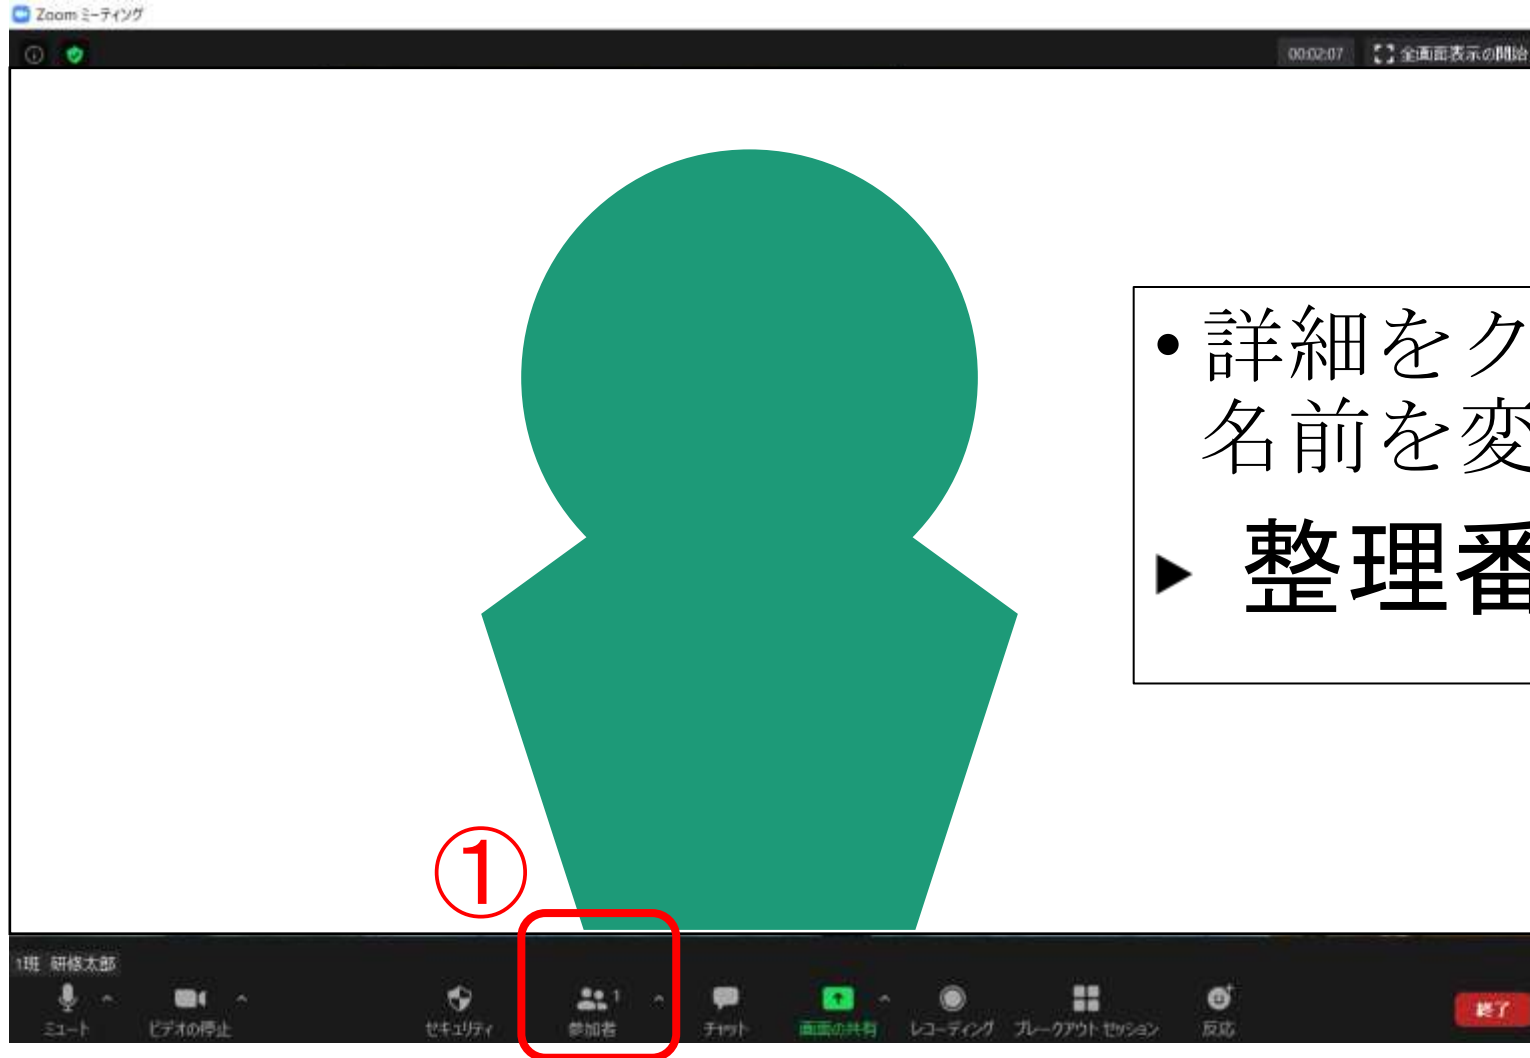 Zoom ミーティング
00:02:07 全画面表示の開始
• 詳細をク
名前を変
▶ 整理番
①
1班 研修太郎
ミュート ビデオの停止 セキュリティ 参加者 1 チャット 画面の共有 レコーディング ブレークアウト セッション 反応 終了